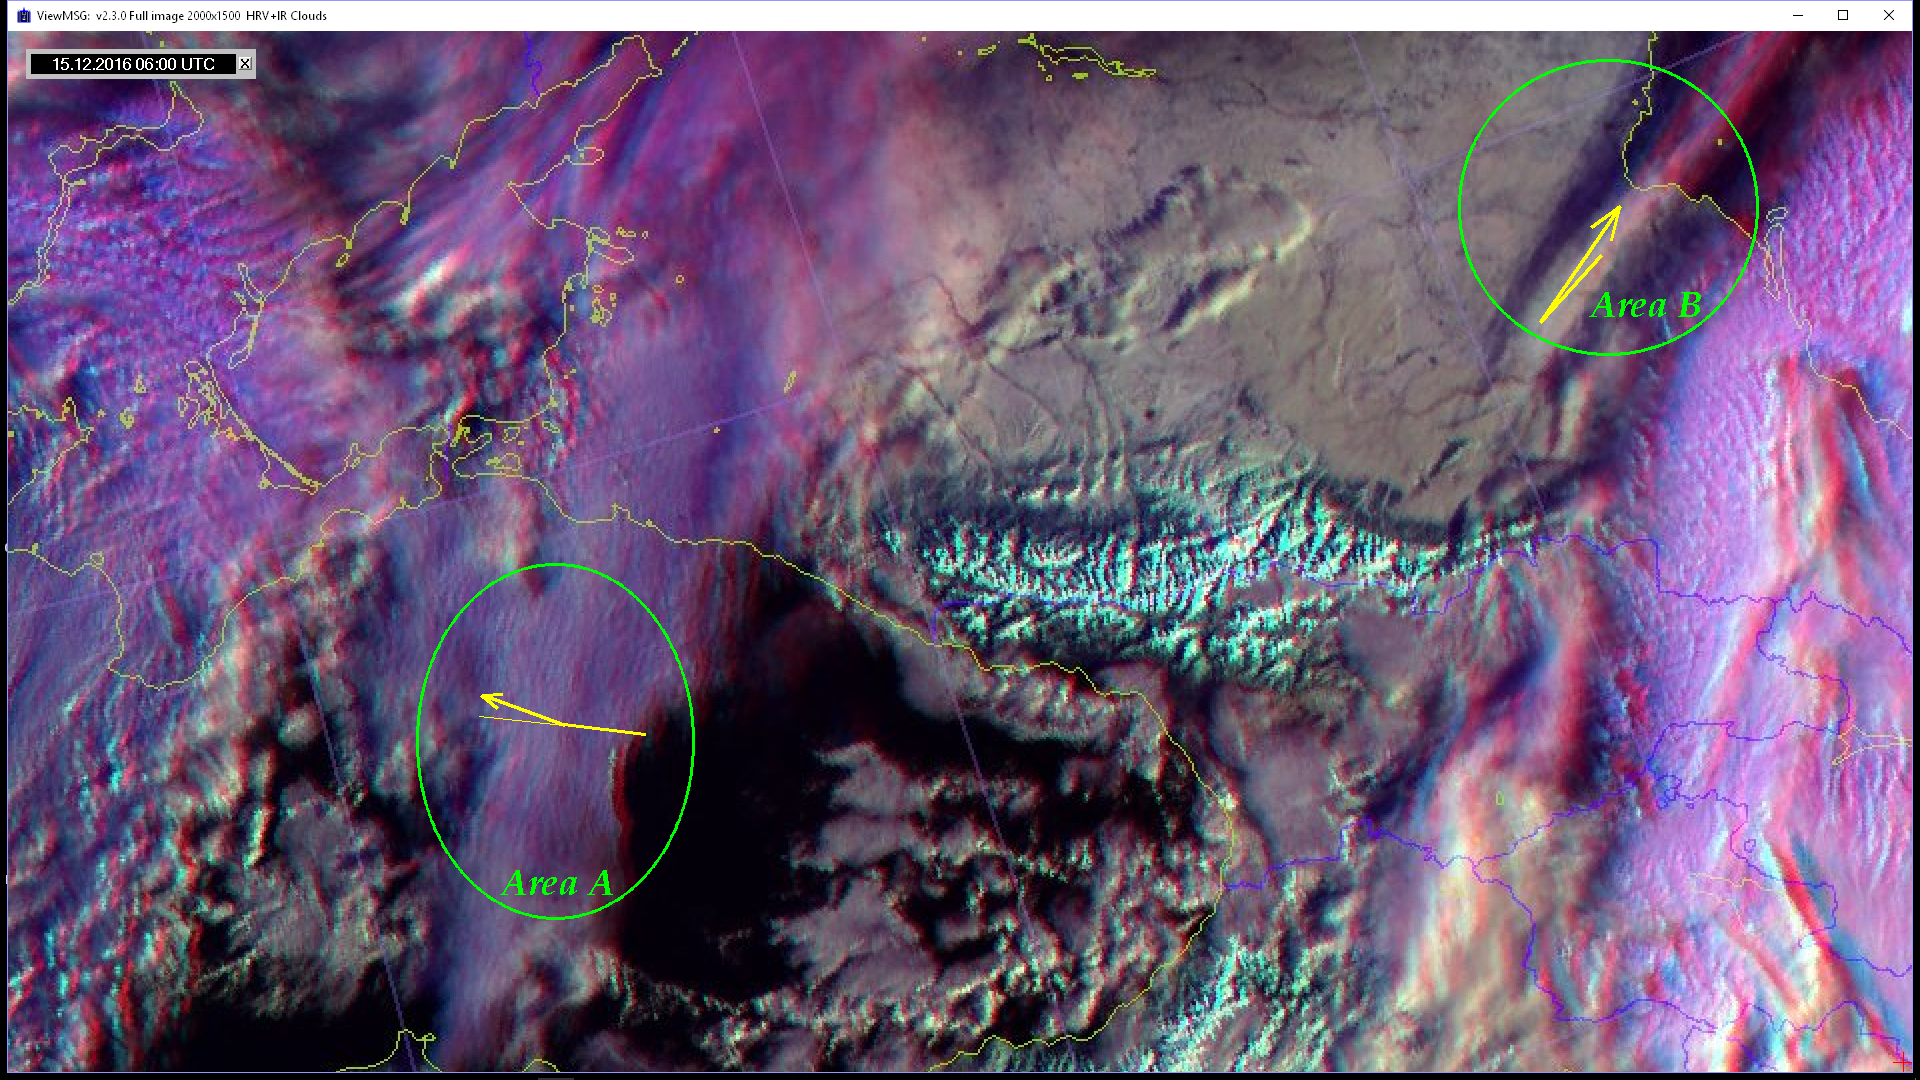 ViewMSG: v2.3.0 Full image 2000x1500 HRV+IR Clouds
15.12.2016 06:00 UTC
Area B
Area A